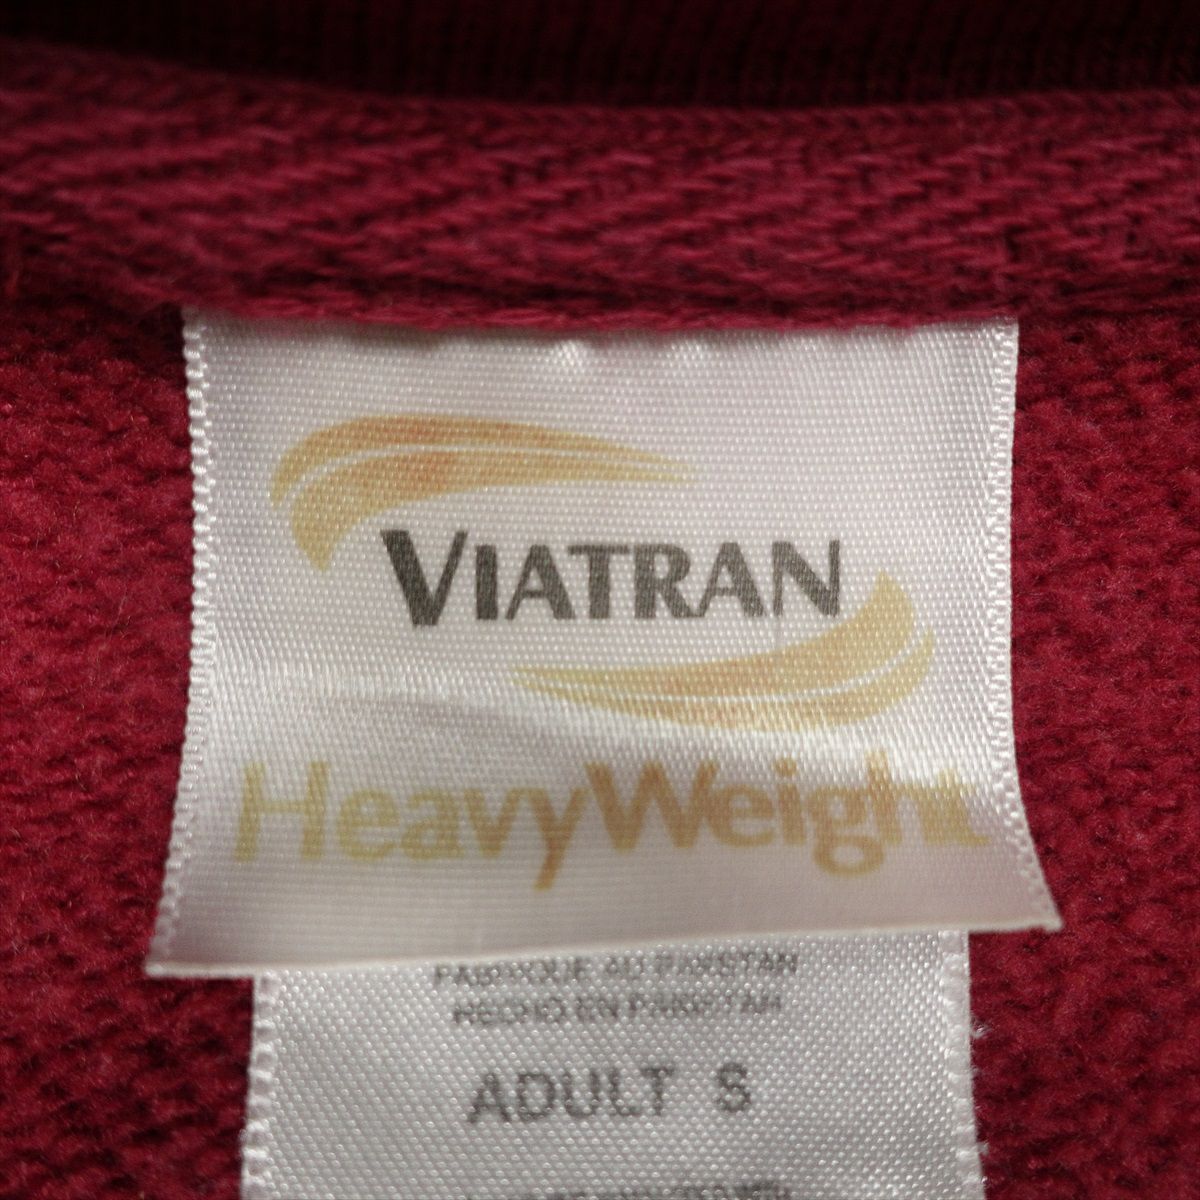 VIATRAN
HeavyWeight
FABRIQUE AU PAKISTAN
HECHO EN PAKISTAN
ADULT S